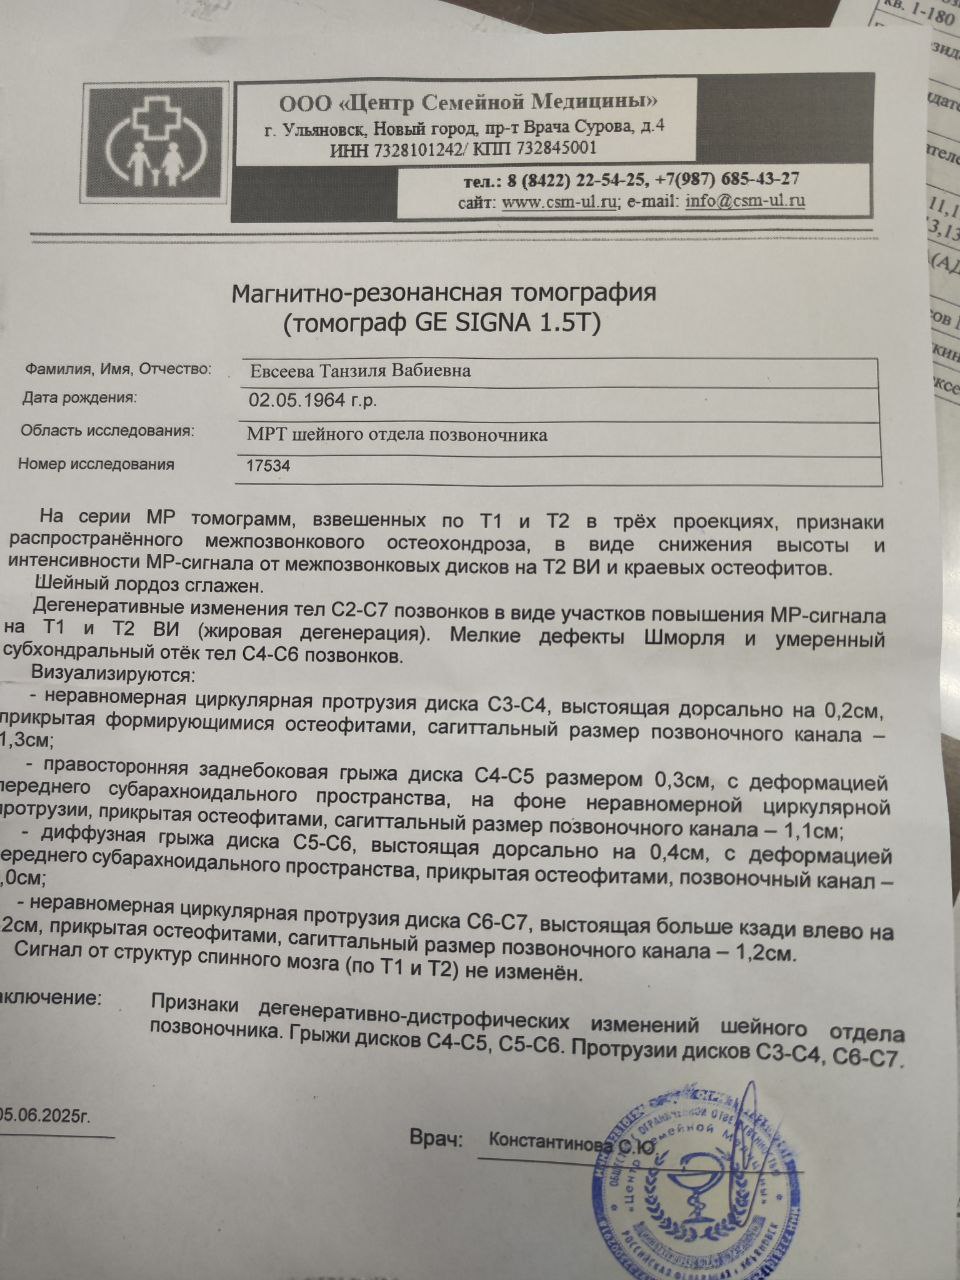 ООО «Центр Семейной Медицины»
г. Ульяновск, Новый город, пр-т Врача Сурова, д.4
ИНН 7328101242/ КПП 732845001
тел.: 8 (8422) 22-54-25, +7(987) 685-43-27
сайт: www.csm-ul.ru; e-mail: info@csm-ul.ru
Магнитно-резонансная томография
(томограф GE SIGNA 1.5T)
Фамилия, Имя, Отчество: Евсеева Танзиля Вабиевна
Дата рождения: 02.05.1964 г.р.
Область исследования: МРТ шейного отдела позвоночника
Номер исследования 17534
На серии МР томограмм, взвешенных по Т1 и Т2 в трёх проекциях, признаки
распространённого межпозвонкового остеохондроза, в виде снижения высоты и
интенсивности МР-сигнала от межпозвонковых дисков на Т2 ВИ и краевых остеофитов.
Шейный лордоз сглажен.
Дегенеративные изменения тел С2-С7 позвонков в виде участков повышения МР-сигнала
на Т1 и Т2 ВИ (жировая дегенерация). Мелкие дефекты Шморля и умеренный
субхондральный отёк тел С4-С6 позвонков.
Визуализируются:
- неравномерная циркулярная протрузия диска С3-С4, выстоящая дорсально на 0,2см,
прикрытая формирующимися остеофитами, сагиттальный размер позвоночного канала –
1,3см;
- правосторонняя заднебоковая грыжа диска С4-С5 размером 0,3см, с деформацией
переднего субарахноидального пространства, на фоне неравномерной циркулярной
протрузии, прикрытая остеофитами, сагиттальный размер позвоночного канала – 1,1см;
- диффузная грыжа диска С5-С6, выстоящая дорсально на 0,4см, с деформацией
ереднего субарахноидального пространства, прикрытая остеофитами, позвоночный канал –
,0см;
- неравномерная циркулярная протрузия диска С6-С7, выстоящая больше кзади влево на
2см, прикрытая остеофитами, сагиттальный размер позвоночного канала – 1,2см.
Сигнал от структур спинного мозга (по Т1 и Т2) не изменён.
аключение: Признаки дегенеративно-дистрофических изменений шейного отдела
позвоночника. Грыжи дисков С4-С5, С5-С6. Протрузии дисков С3-С4, С6-С7.
05.06.2025г.
Врач: Константинова С.Ю.
«Центр Семейной Медицины»
кв. 1-180